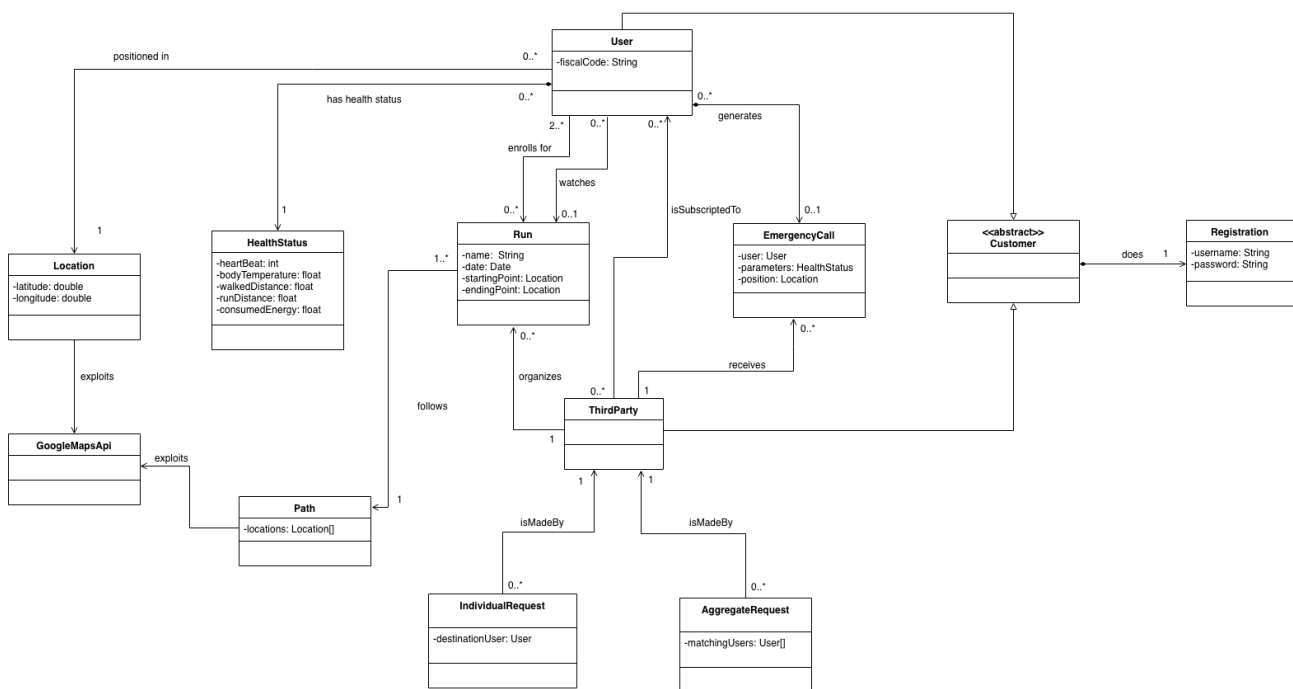 User
-fiscalCode: String
positioned in
0..*
has health status
0..*
0..*
generates
2..*
0..*
0..*
enrolls for
watches
isSubscriptedTo
1
0..*
0..1
0..1
1
Location
-latitude: double
-longitude: double
HealthStatus
-heartBeat: int
-bodyTemperature: float
-walkedDistance: float
-runDistance: float
-consumedEnergy: float
1..*
Run
-name: String
-date: Date
-startingPoint: Location
-endingPoint: Location
EmergencyCall
-user: User
-parameters: HealthStatus
-position: Location
<<abstract>>
Customer
does
1
Registration
-username: String
-password: String
0..*
0..*
exploits
organizes
receives
0..*
1
follows
ThirdParty
1
GoogleMapsApi
exploits
1
1
1
Path
-locations: Location[]
isMadeBy
isMadeBy
0..*
0..*
IndividualRequest
-destinationUser: User
AggregateRequest
-matchingUsers: User[]